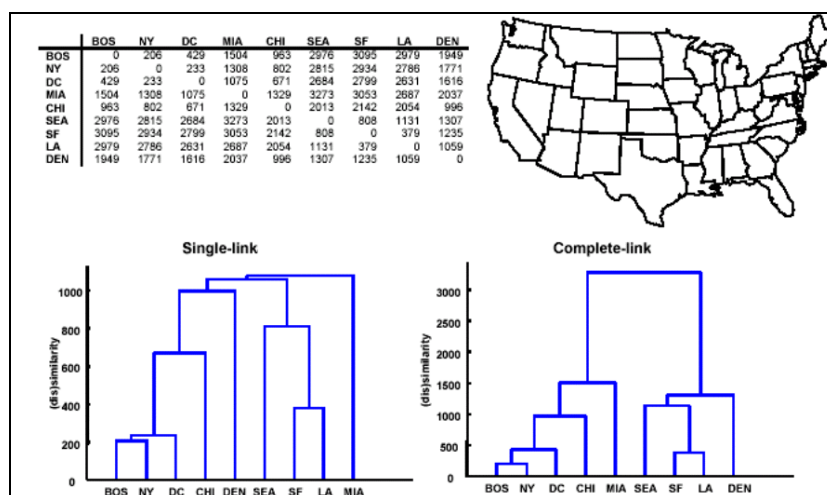 BOS NY DC MIA CHI SEA SF LA DEN
BOS 0 206 429 1504 963 2976 3095 2979 1949
NY 206 0 233 1308 802 2815 2934 2786 1771
DC 429 233 0 1075 671 2684 2799 2631 1616
MIA 1504 1308 1075 0 1329 3273 3053 2687 2037
CHI 963 802 671 1329 0 2013 2142 2054 996
SEA 2976 2815 2684 3273 2013 0 808 1131 1307
SF 3095 2934 2799 3053 2142 808 0 379 1235
LA 2979 2786 2631 2687 2054 1131 379 0 1059
DEN 1949 1771 1616 2037 996 1307 1235 1059 0
Single-link
(dis)similarity
1000
800
600
400
200
0
BOS NY DC CHI DEN SEA SF LA MIA
Complete-link
(dis)similarity
3000
2500
2000
1500
1000
500
0
BOS NY DC CHI MIA SEA SF LA DEN